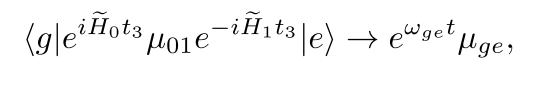 ⟨g|e^{i\widetilde{H}_0 t_3} μ_{01} e^{-i\widetilde{H}_1 t_3}|e⟩ → e^{ω_{ge} t} μ_{ge},